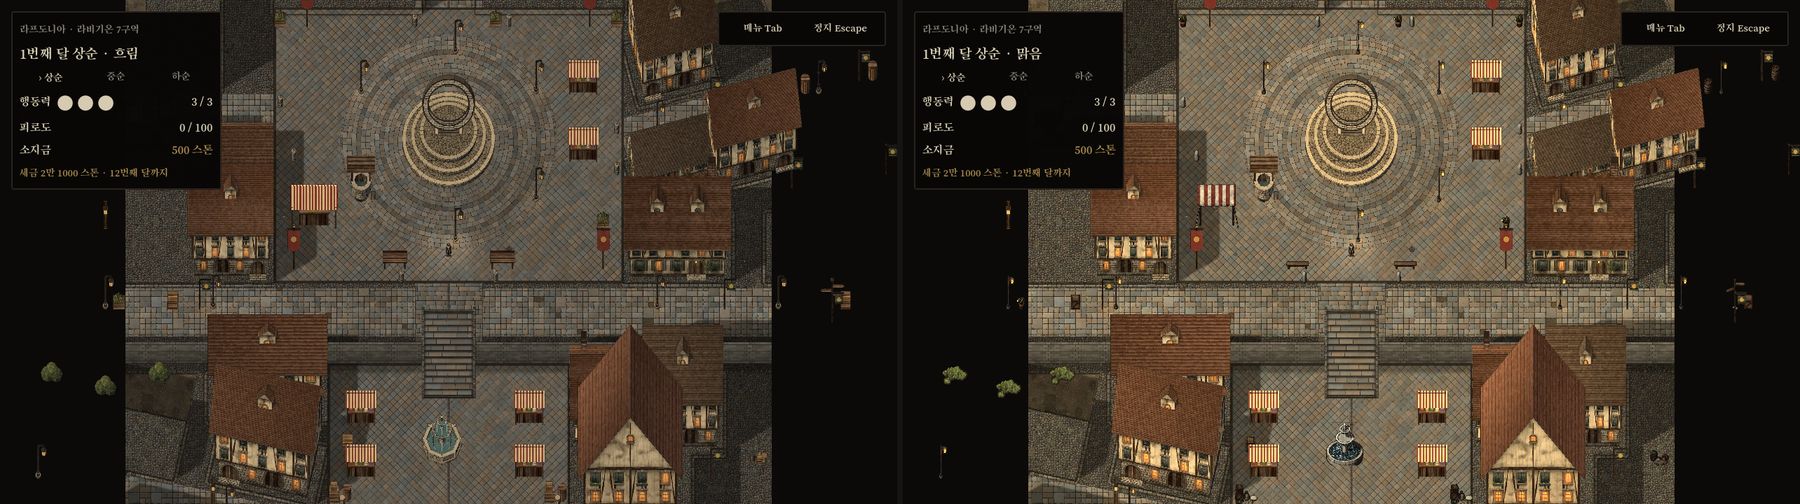 라프도니아 · 라비기온 7구역
1번째 달 상순 · 흐림
› 상순 중순 하순
행동력 3 / 3
피로도 0 / 100
소지금 500 스톤
세금 2만 1000 스톤 · 12번째 달까지
메뉴 Tab 정지 Escape
라프도니아 · 라비기온 7구역
1번째 달 상순 · 맑음
› 상순 중순 하순
행동력 3 / 3
피로도 0 / 100
소지금 500 스톤
세금 2만 1000 스톤 · 12번째 달까지
메뉴 Tab 정지 Escape